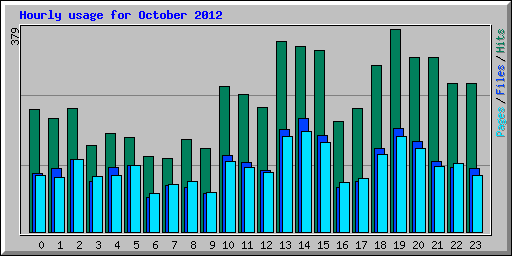 Hourly usage for October 2012
379
Pages/Files/Hits
0 1 2 3 4 5 6 7 8 9 10 11 12 13 14 15 16 17 18 19 20 21 22 23